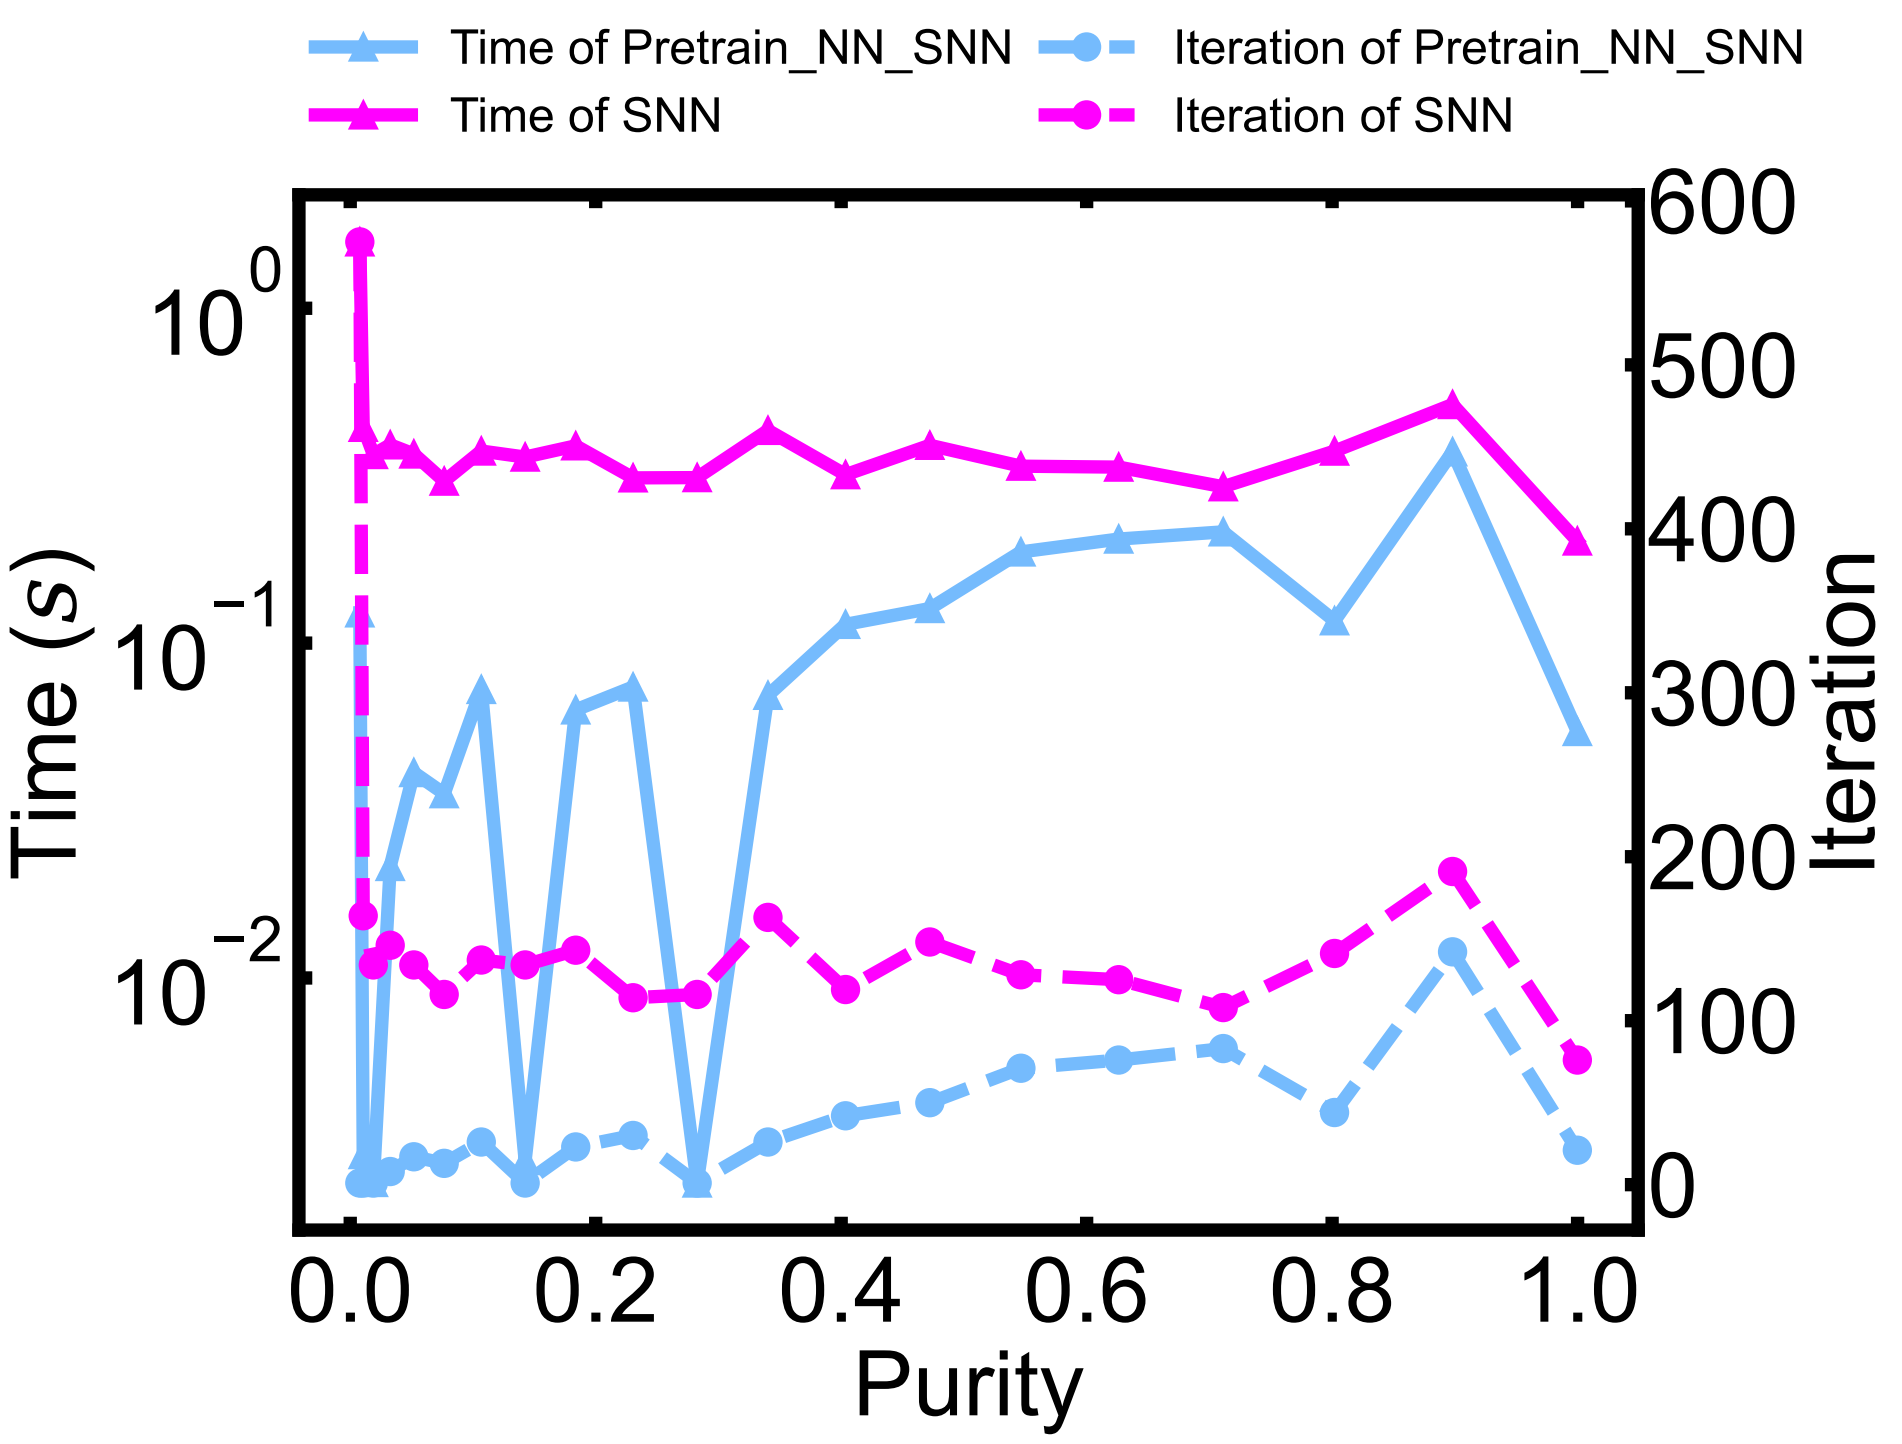 Time of Pretrain_NN_SNN
Iteration of Pretrain_NN_SNN
Time of SNN
Iteration of SNN
10^0
10^−1
10^−2
Time (s)
600
500
400
300
200
100
0
Iteration
0.0 0.2 0.4 0.6 0.8 1.0
Purity